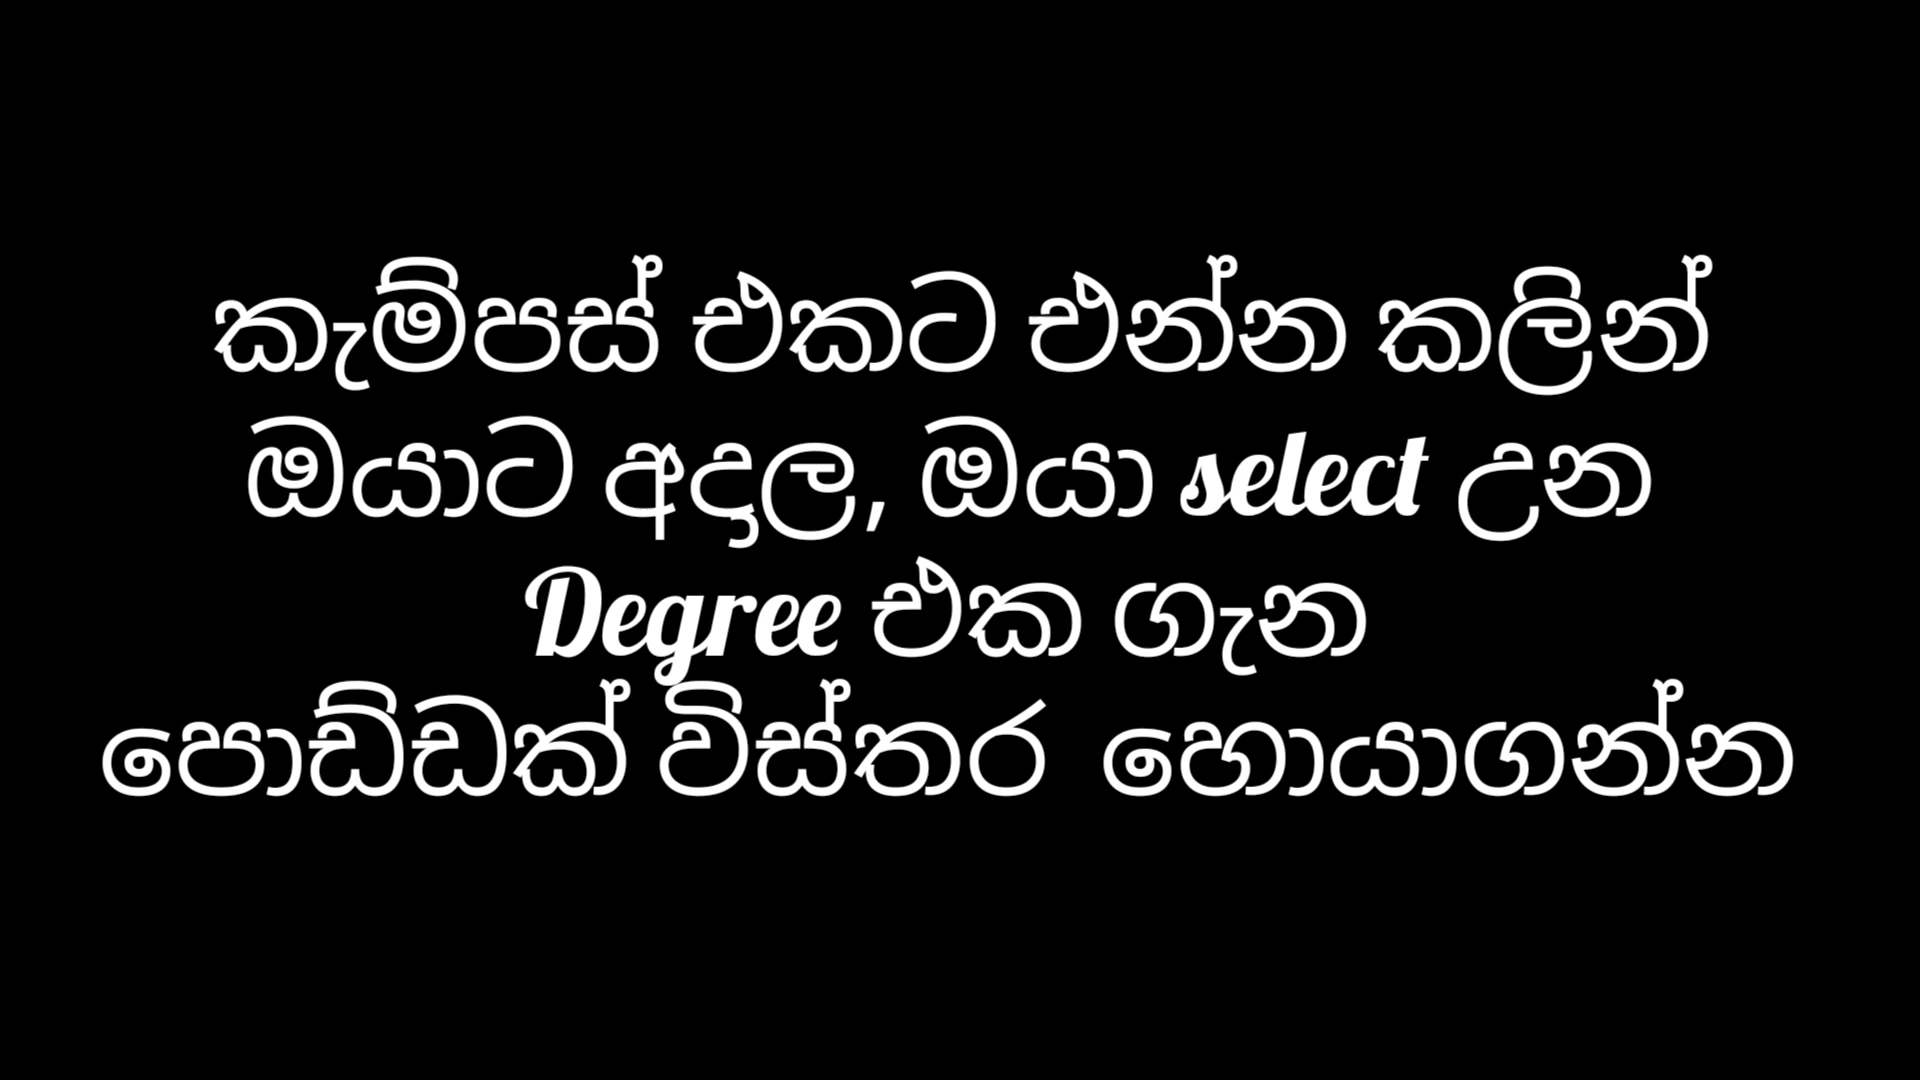 කැම්පස් එකට එන්න කලින්
ඔයාට අදාල, ඔයා select උන
Degree එක ගැන
පොඩ්ඩක් විස්තර  හොයාගන්න